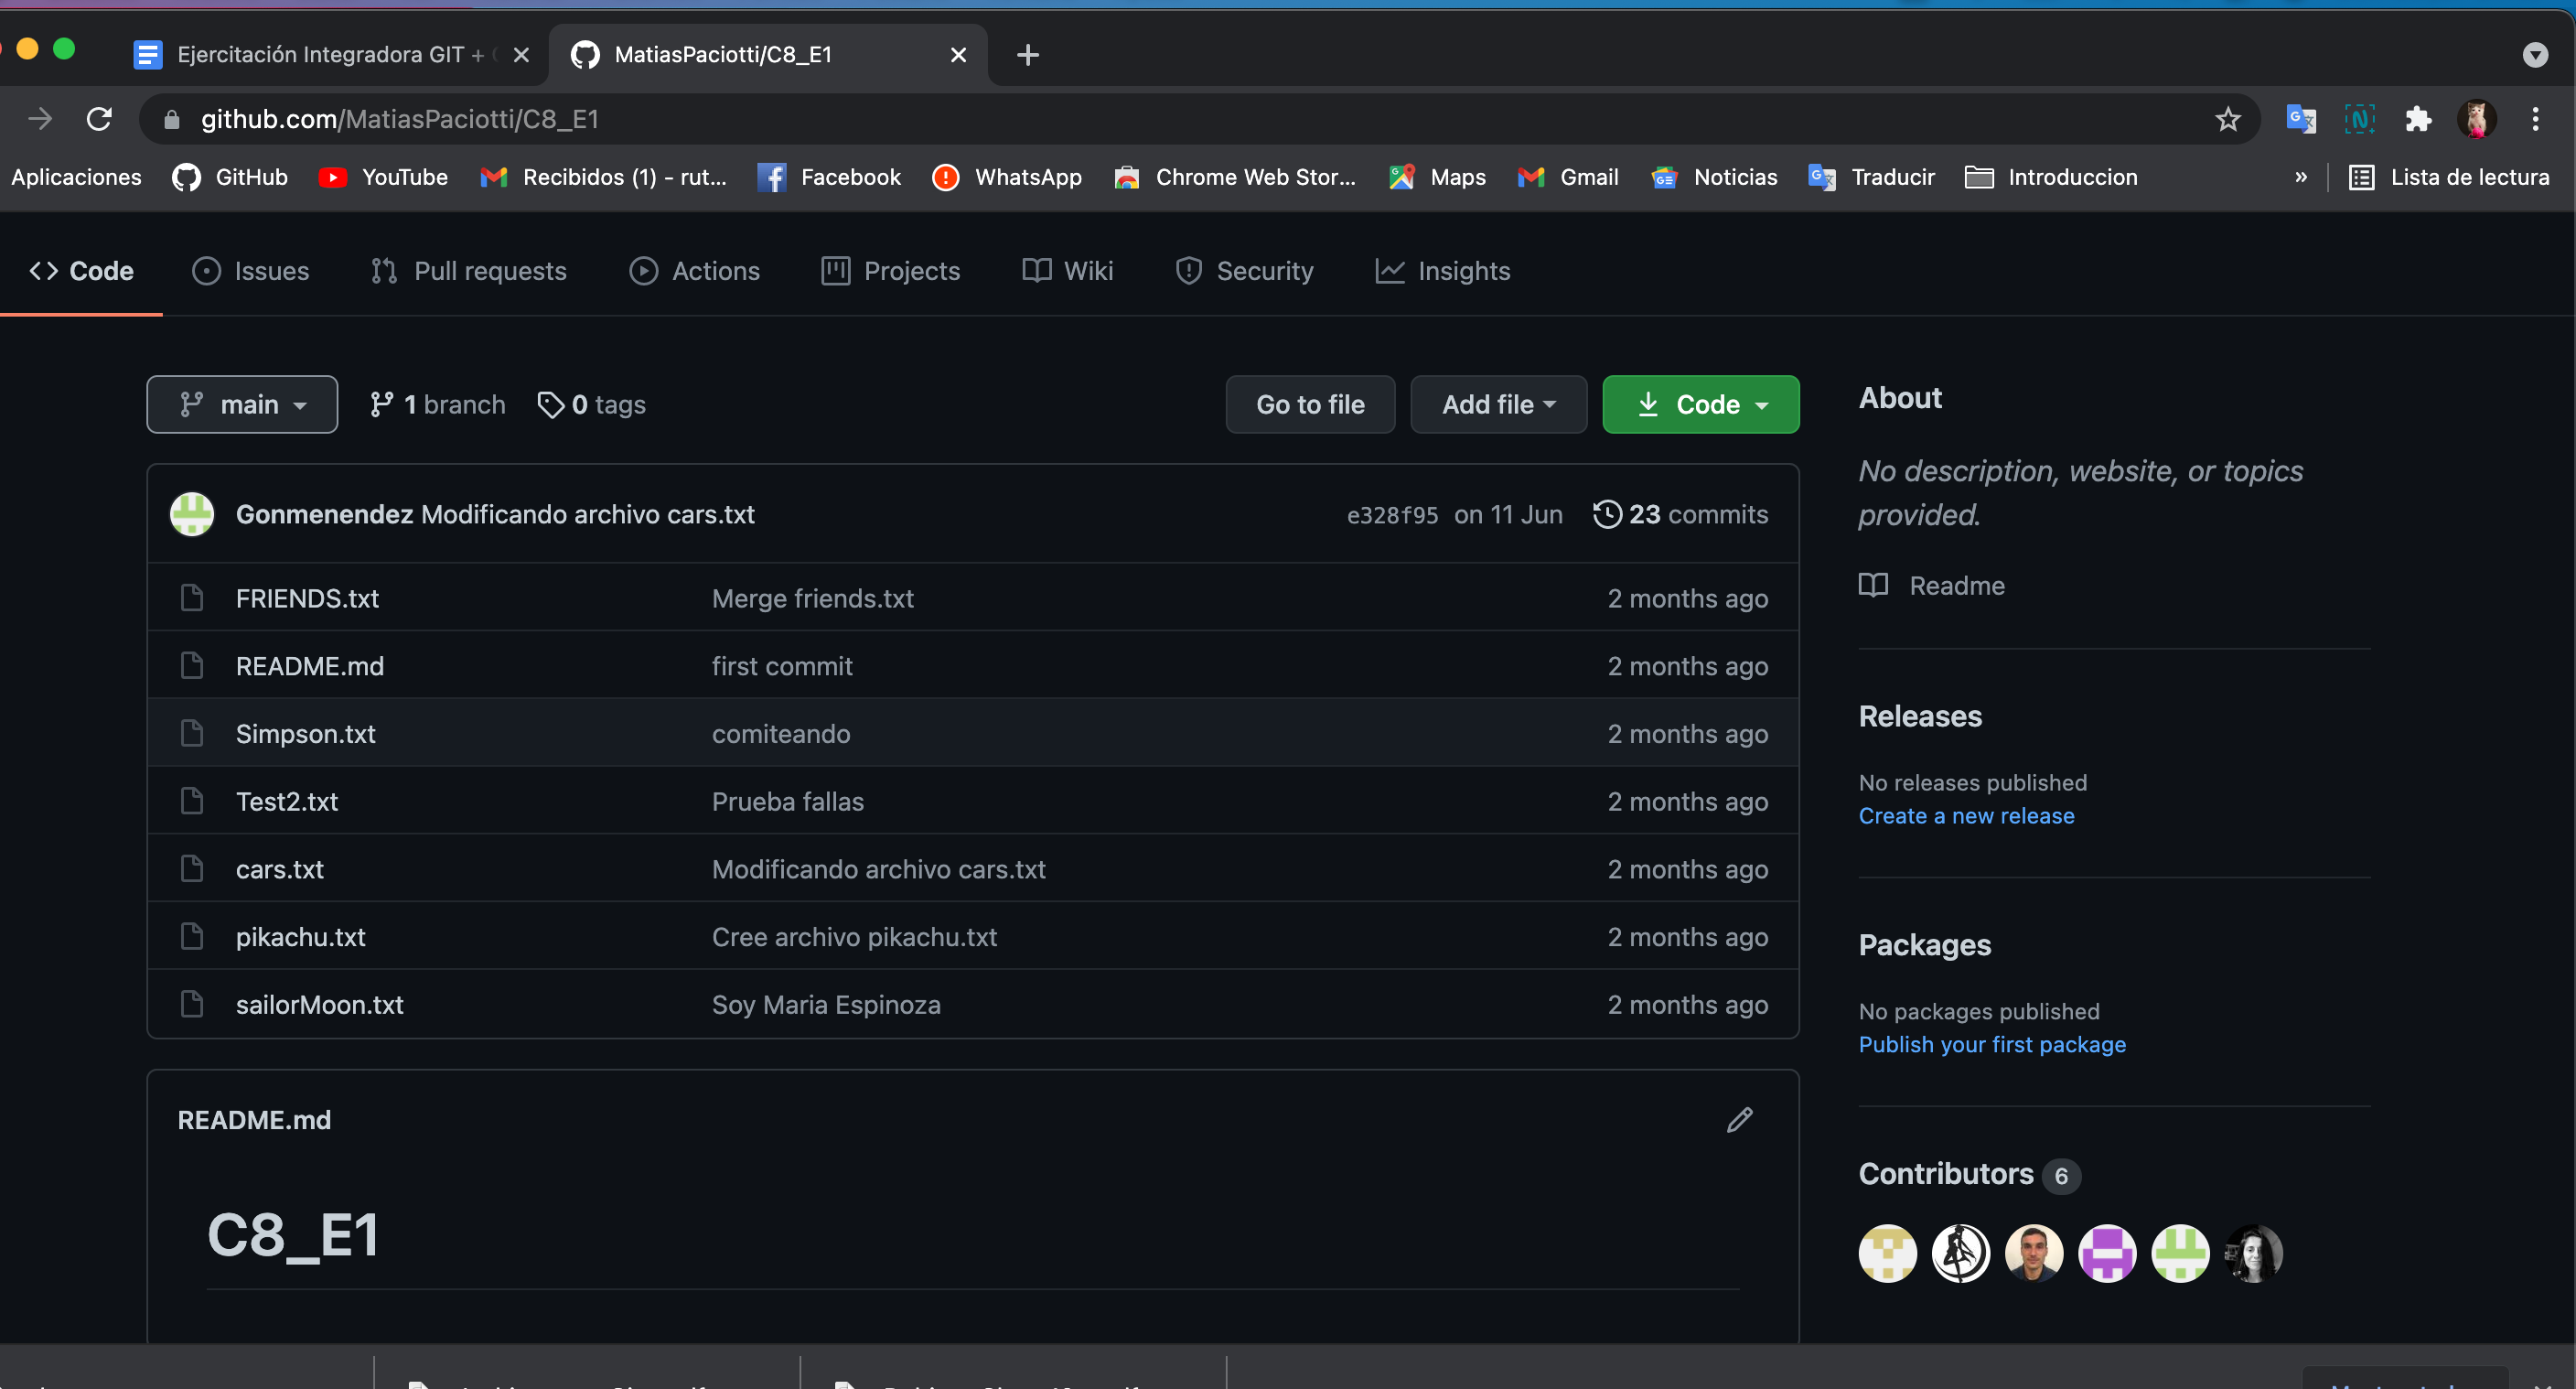 Ejercitación Integradora GIT +
MatiasPaciotti/C8_E1
github.com/MatiasPaciotti/C8_E1
Aplicaciones GitHub YouTube Recibidos (1) - rut... Facebook WhatsApp Chrome Web Stor... Maps Gmail Noticias Traducir Introduccion » Lista de lectura
Code Issues Pull requests Actions Projects Wiki Security Insights
main 1 branch 0 tags Go to file Add file Code
Gonmenendez Modificando archivo cars.txt e328f95 on 11 Jun 23 commits
FRIENDS.txt Merge friends.txt 2 months ago
README.md first commit 2 months ago
Simpson.txt comiteando 2 months ago
Test2.txt Prueba fallas 2 months ago
cars.txt Modificando archivo cars.txt 2 months ago
pikachu.txt Cree archivo pikachu.txt 2 months ago
sailorMoon.txt Soy Maria Espinoza 2 months ago
README.md
C8_E1
About
No description, website, or topics
provided.
Readme
Releases
No releases published
Create a new release
Packages
No packages published
Publish your first package
Contributors 6